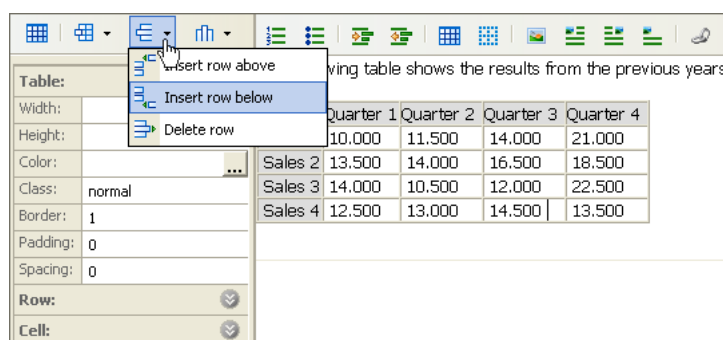 Insert row above
Insert row below
Delete row
Table:
Width:
Height:
Color:
...
Class: normal
Border: 1
Padding: 0
Spacing: 0
Row:
Cell:
table shows the results from the previous years
Quarter 1 Quarter 2 Quarter 3 Quarter 4
10.000 11.500 14.000 21.000
Sales 2 13.500 14.000 16.500 18.500
Sales 3 14.000 10.500 12.000 22.500
Sales 4 12.500 13.000 14.500 13.500